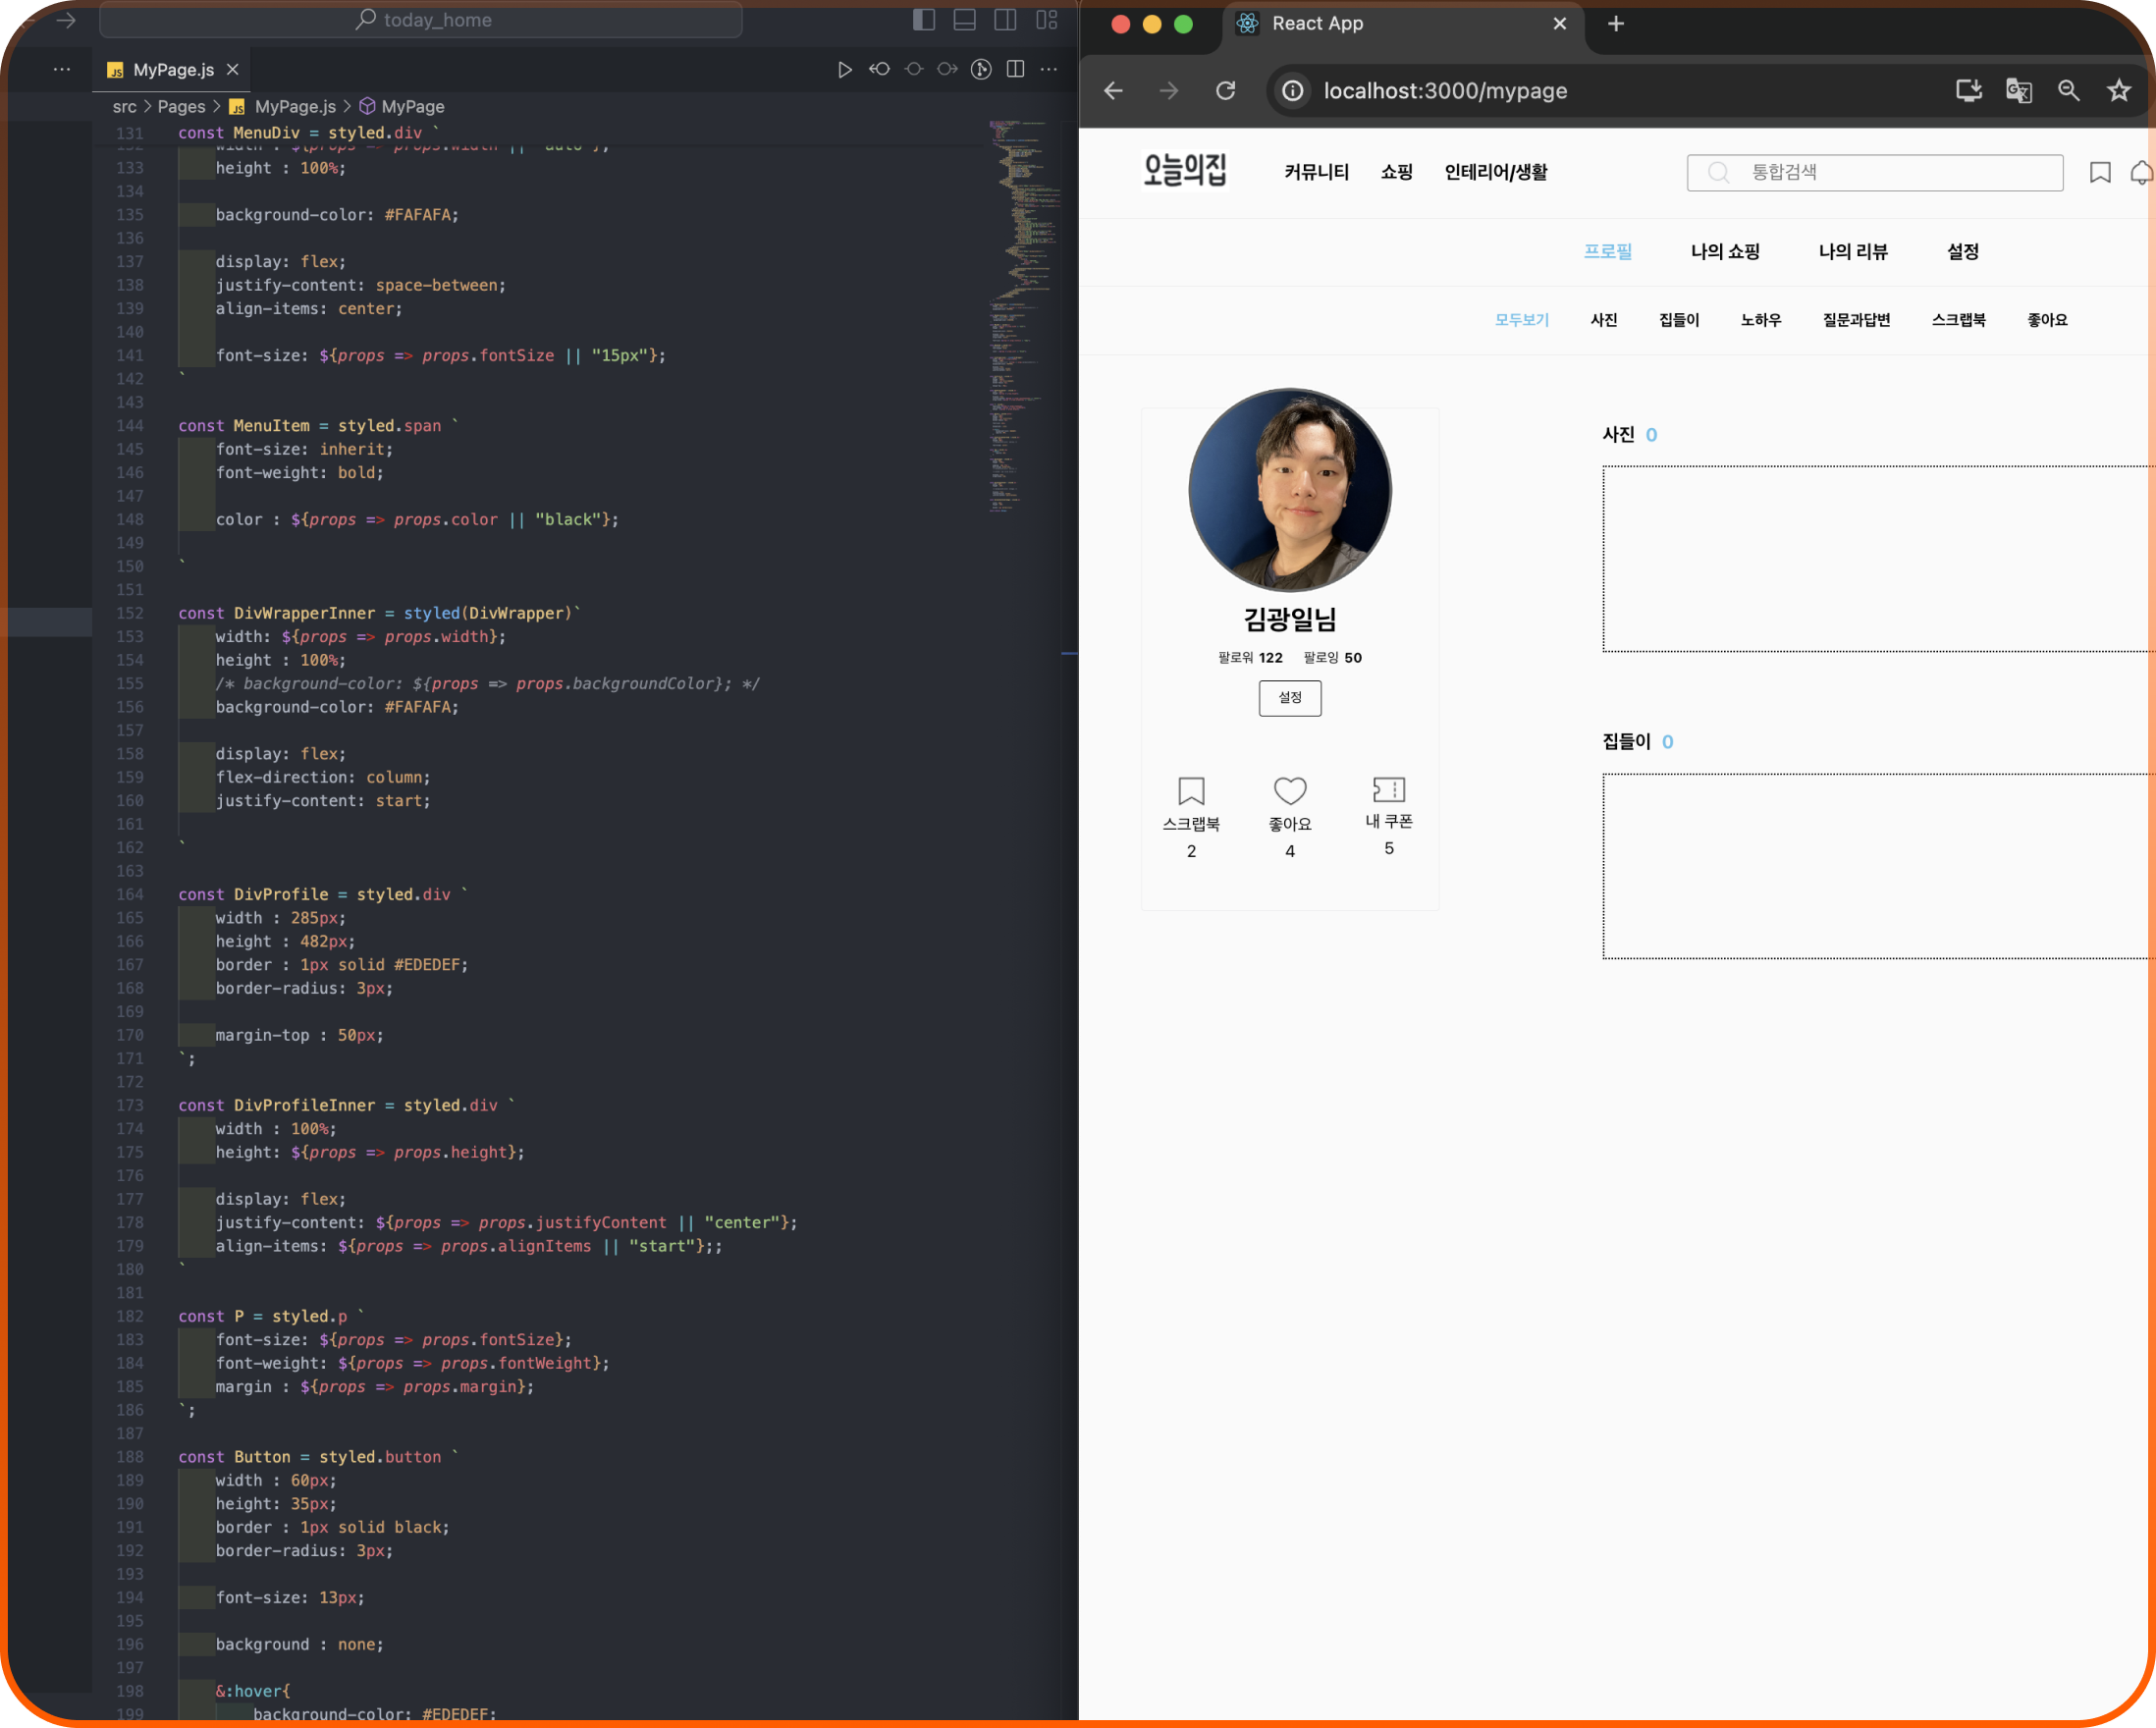 today_home
MyPage.js
src > Pages > MyPage.js > MyPage
131 const MenuDiv = styled.div `
132 width : ${props => props.width || "auto"};
133 height : 100%;
134
135 background-color: #FAFAFA;
136
137 display: flex;
138 justify-content: space-between;
139 align-items: center;
140
141 font-size: ${props => props.fontSize || "15px"};
142 `
143
144 const MenuItem = styled.span `
145 font-size: inherit;
146 font-weight: bold;
147
148 color : ${props => props.color || "black"};
149
150 `
151
152 const DivWrapperInner = styled(DivWrapper)`
153 width: ${props => props.width};
154 height : 100%;
155 /* background-color: ${props => props.backgroundColor}; */
156 background-color: #FAFAFA;
157
158 display: flex;
159 flex-direction: column;
160 justify-content: start;
161
162 `
163
164 const DivProfile = styled.div `
165 width : 285px;
166 height : 482px;
167 border : 1px solid #EDEDEF;
168 border-radius: 3px;
169
170 margin-top : 50px;
171 `;
172
173 const DivProfileInner = styled.div `
174 width : 100%;
175 height: ${props => props.height};
176
177 display: flex;
178 justify-content: ${props => props.justifyContent || "center"};
179 align-items: ${props => props.alignItems || "start"};;
180 `
181
182 const P = styled.p `
183 font-size: ${props => props.fontSize};
184 font-weight: ${props => props.fontWeight};
185 margin : ${props => props.margin};
186 `;
187
188 const Button = styled.button `
189 width : 60px;
190 height: 35px;
191 border : 1px solid black;
192 border-radius: 3px;
193
194 font-size: 13px;
195
196 background : none;
197
198 &:hover{
199 background-color: #EDEDEF;
React App
localhost:3000/mypage
오늘의집 커뮤니티 쇼핑 인테리어/생활 통합검색
프로필 나의 쇼핑 나의 리뷰 설정
모두보기 사진 집들이 노하우 질문과답변 스크랩북 좋아요
김광일님
팔로워 122 팔로잉 50
설정
스크랩북 좋아요 내 쿠폰
2 4 5
사진 0
집들이 0